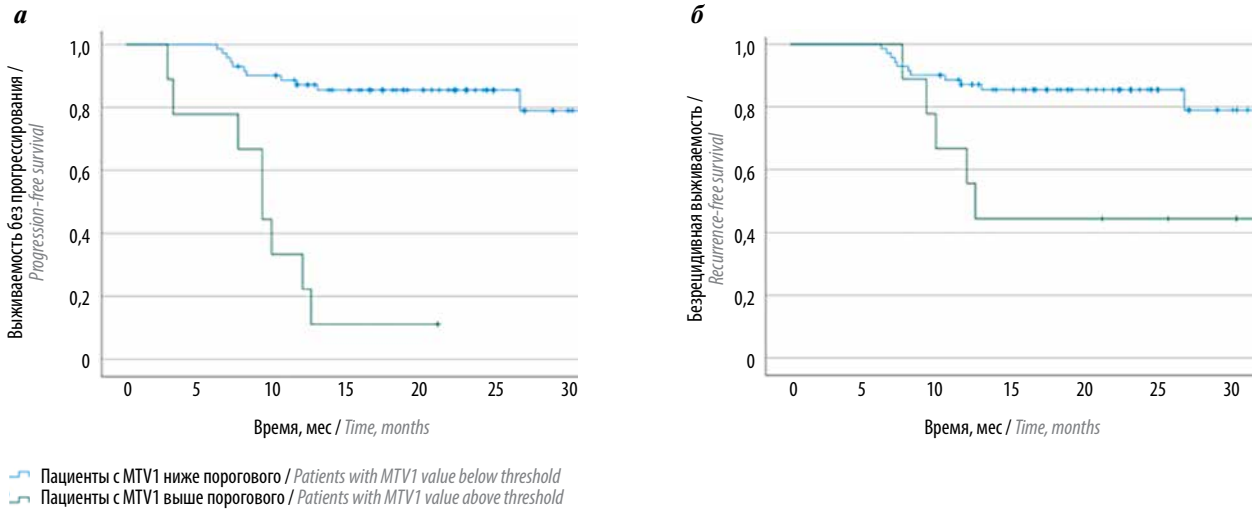 а
Выживаемость без прогрессирования /
Progression-free survival
1,0
0,8
0,6
0,4
0,2
0
0 5 10 15 20 25 30
Время, мес / Time, months
б
Безрецидивная выживаемость /
Recurrence-free survival
1,0
0,8
0,6
0,4
0,2
0
0 5 10 15 20 25 30
Время, мес / Time, months
Пациенты с MTV1 ниже порогового / Patients with MTV1 value below threshold
Пациенты с MTV1 выше порогового / Patients with MTV1 value above threshold